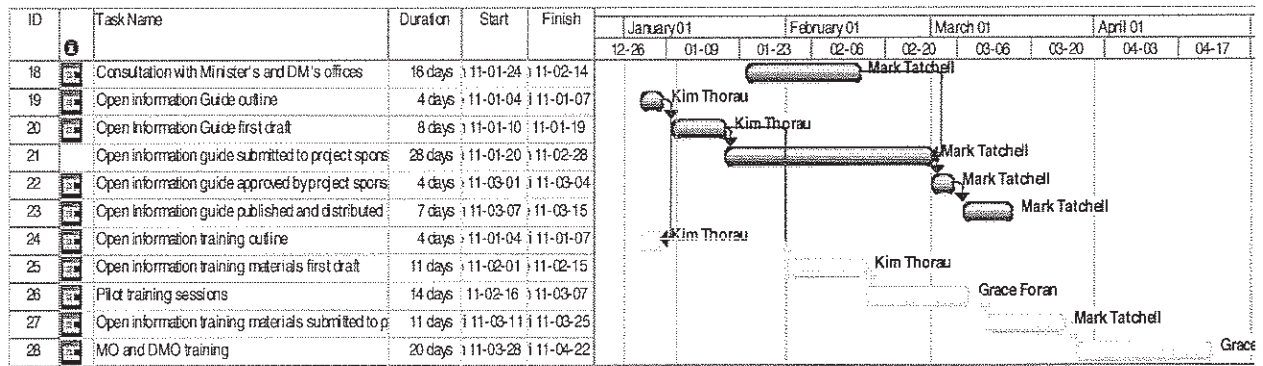 ID Task Name Duration Start Finish January 01 February 01 March 01 April 01
12-26 01-09 01-23 02-06 02-20 03-06 03-20 04-03 04-17
18 Consultation with Minister's and DM's offices 16 days 11-01-24 11-02-14 Mark Tatchell
19 Open information Guide outline 4 days 11-01-04 11-01-07 Kim Thorau
20 Open Information Guide first draft 8 days 11-01-10 11-01-19 Kim Thorau
21 Open information guide submitted to project spons 28 days 11-01-20 11-02-28 Mark Tatchell
22 Open information guide approved by project spons 4 days 11-03-01 11-03-04 Mark Tatchell
23 Open information guide published and distributed 7 days 11-03-07 11-03-15 Mark Tatchell
24 Open information training outline 4 days 11-01-04 11-01-07 Kim Thorau
25 Open information training materials first draft 11 days 11-02-01 11-02-15 Kim Thorau
26 Pilot training sessions 14 days 11-02-16 11-03-07 Grace Foran
27 Open information training materials submitted to p 11 days 11-03-11 11-03-25 Mark Tatchell
28 MO and DMO training 20 days 11-03-28 11-04-22 Grace